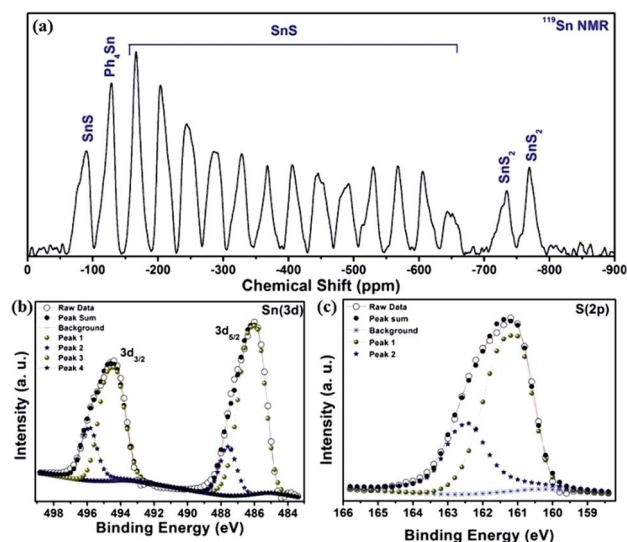 (a)
SnS
¹¹⁹Sn NMR
SnS
Ph₄Sn
SnS₂
SnS₂
0 -100 -200 -300 -400 -500 -600 -700 -800 -900
Chemical Shift (ppm)
(b)
Raw Data
Peak Sum
Background
Peak 1
Peak 2
Peak 3
Peak 4
Sn(3d)
3d₃/₂
3d₅/₂
Intensity (a. u.)
498 496 494 492 490 488 486 484
Binding Energy (eV)
(c)
Raw Data
Peak sum
Background
Peak 1
Peak 2
S(2p)
Intensity (a. u.)
166 165 164 163 162 161 160 159
Binding Energy (eV)